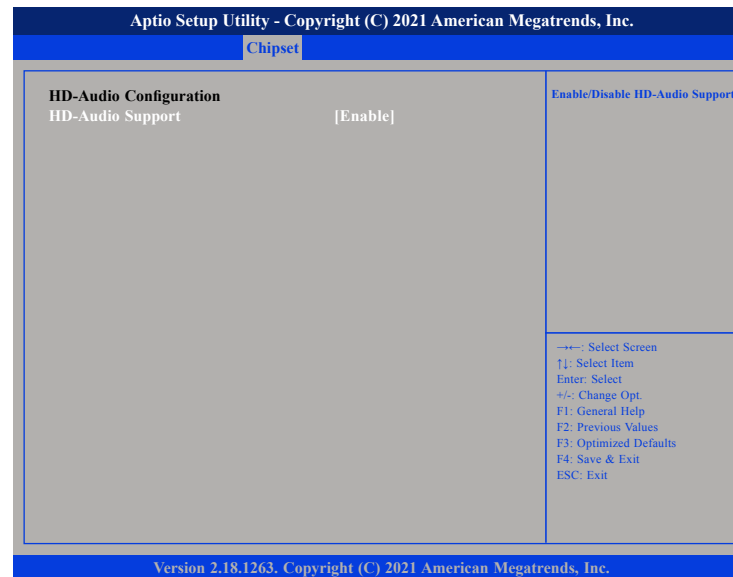 Aptio Setup Utility - Copyright (C) 2021 American Megatrends, Inc.
Chipset
HD-Audio Configuration
HD-Audio Support [Enable]
Enable/Disable HD-Audio Support
→←: Select Screen
↑↓: Select Item
Enter: Select
+/-: Change Opt.
F1: General Help
F2: Previous Values
F3: Optimized Defaults
F4: Save & Exit
ESC: Exit
Version 2.18.1263. Copyright (C) 2021 American Megatrends, Inc.